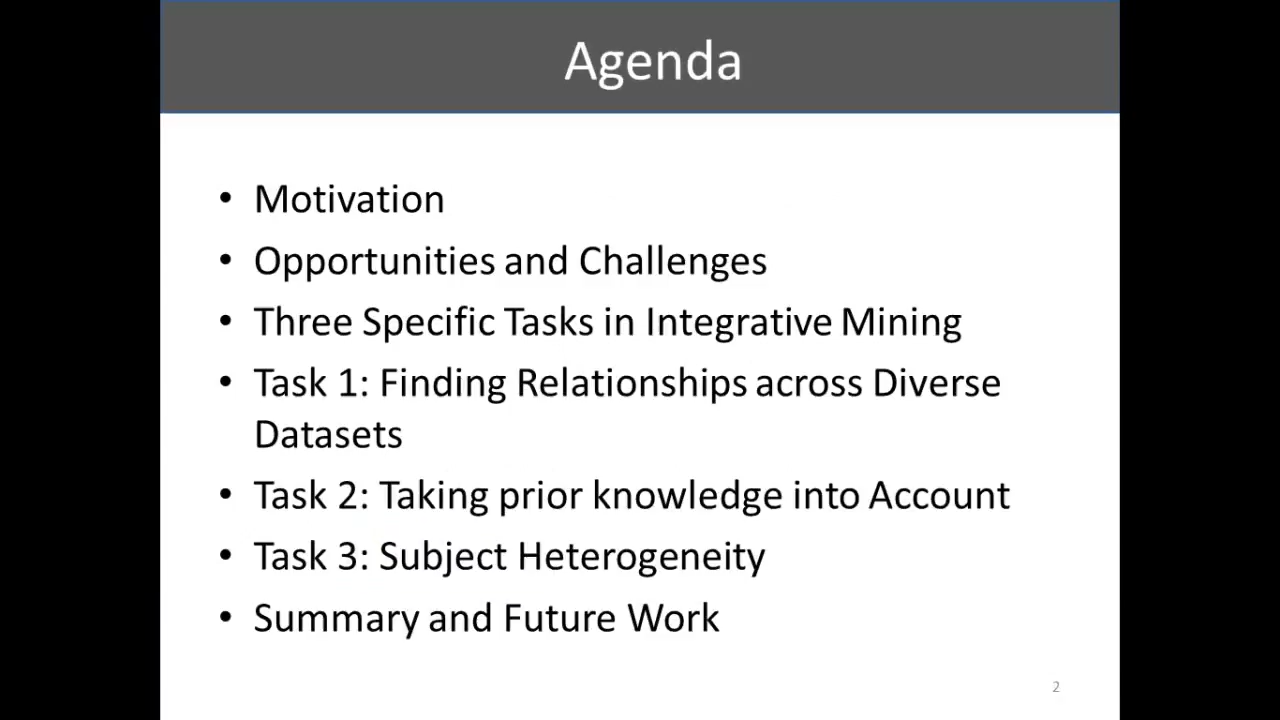 Agenda
• Motivation
• Opportunities and Challenges
• Three Specific Tasks in Integrative Mining
• Task 1: Finding Relationships across Diverse
Datasets
• Task 2: Taking prior knowledge into Account
• Task 3: Subject Heterogeneity
• Summary and Future Work
2